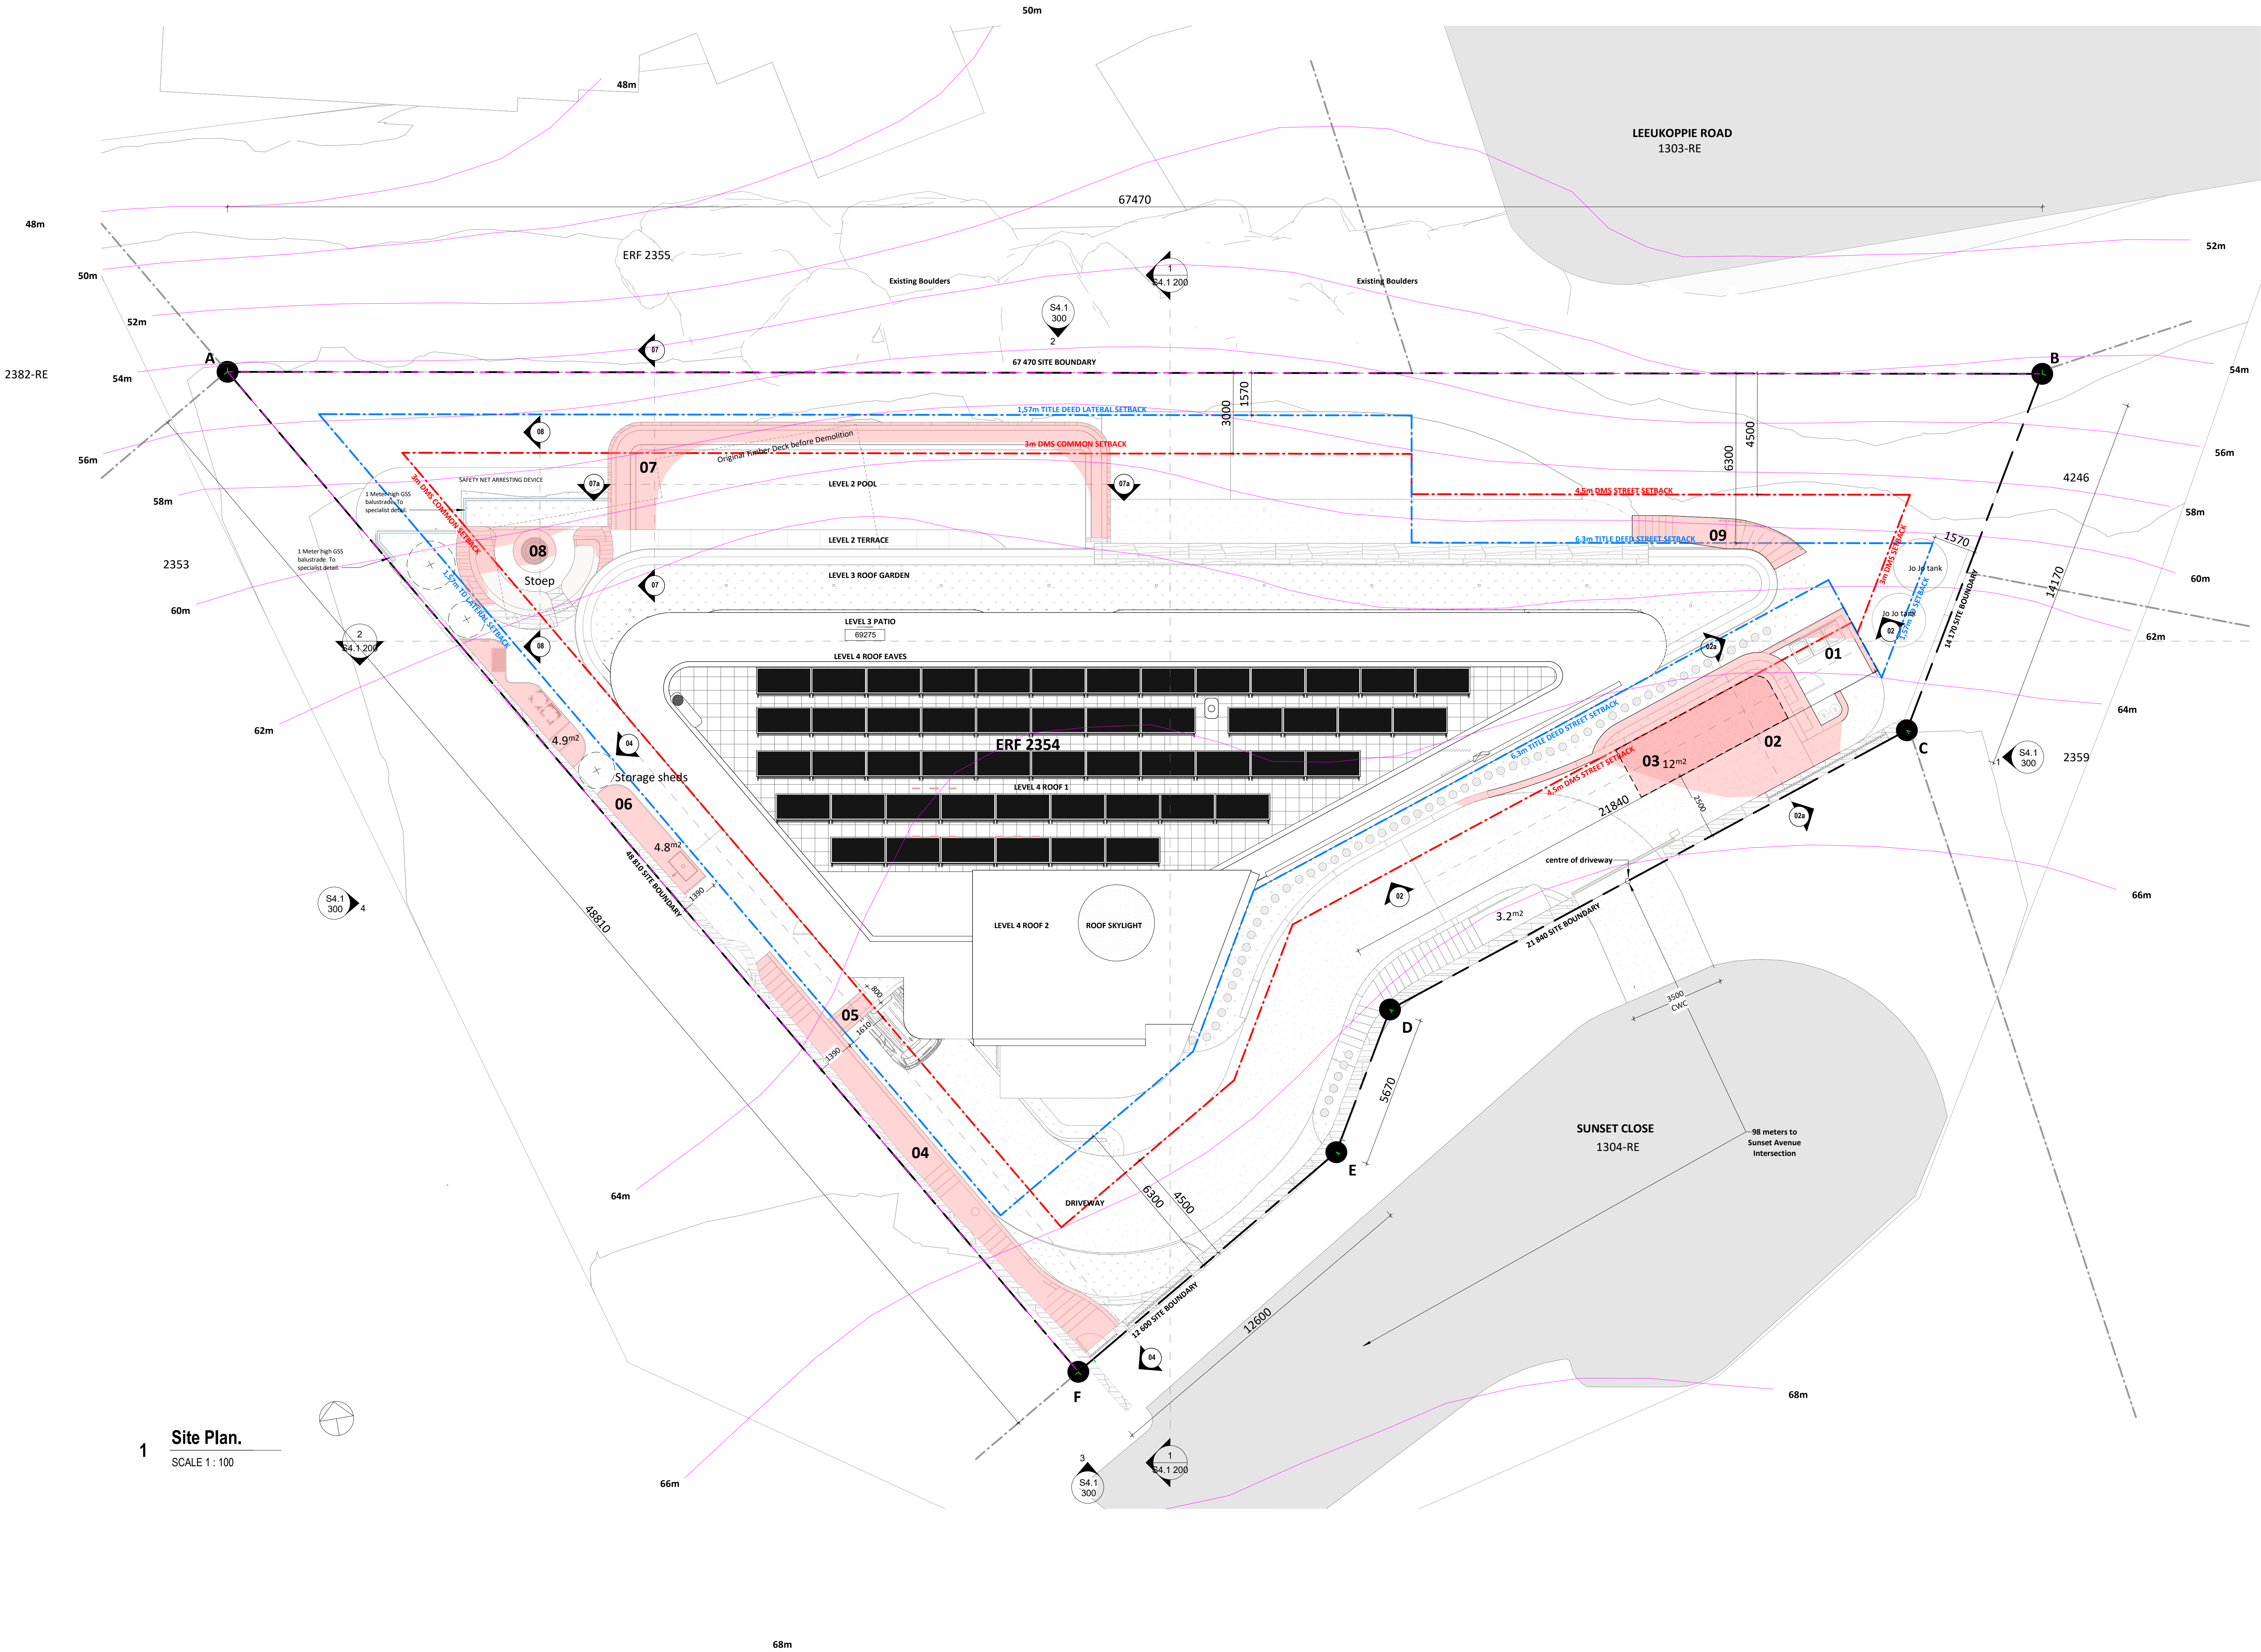 50m
48m
LEEUKOPPIE ROAD
1303-RE
67470
48m
52m
ERF 2355
50m
Existing Boulders
1
S4.1 200
Existing Boulders
S4.1
300
2
52m
07
A
67 470 SITE BOUNDARY
B
2382-RE
54m
54m
3000
1570
1,57m TITLE DEED LATERAL SETBACK
08
Original Timber Deck before Demolition
3m DMS COMMON SETBACK
6300
4500
56m
56m
07
3m DMS COMMON SETBACK
SAFETY NET ARRESTING DEVICE
07a
LEVEL 2 POOL
07a
4246
1 Meter high GSS
balustrade. To
specialist detail.
4,5m DMS STREET SETBACK
58m
58m
LEVEL 2 TERRACE
6,3m TITLE DEED STREET SETBACK
09
3m DMS SETBACK
1570
08
1 Meter high GSS
balustrade. To
specialist detail.
2353
Stoep
LEVEL 3 ROOF GARDEN
07
Jo Jo tank
60m
14170
1,57m TD LATERAL SETBACK
60m
Jo Jo tank
1,57m TD SETBACK
14 170 SITE BOUNDARY
LEVEL 3 PATIO
69275
2
S4.1 200
08
02
62m
02a
01
LEVEL 4 ROOF EAVES
64m
62m
4.9m2
04
ERF 2354
6,3m TITLE DEED STREET SETBACK
02
C
S4.1
300
1
2359
03 12m2
Storage sheds
4,5m DMS STREET SETBACK
LEVEL 4 ROOF 1
06
21840
2500
02a
4.8m2
48 810 SITE BOUNDARY
1390
centre of driveway
66m
S4.1
300
4
02
48810
3.2m2
21 840 SITE BOUNDARY
LEVEL 4 ROOF 2
ROOF SKYLIGHT
800
05
1610
1390
3500
CWC
D
5670
SUNSET CLOSE
1304-RE
98 meters to
Sunset Avenue
Intersection
04
E
64m
6300
4500
DRIVEWAY
12 600 SITE BOUNDARY
12600
04
F
68m
1
Site Plan.
SCALE 1 : 100
3
S4.1
300
1
S4.1 200
66m
68m